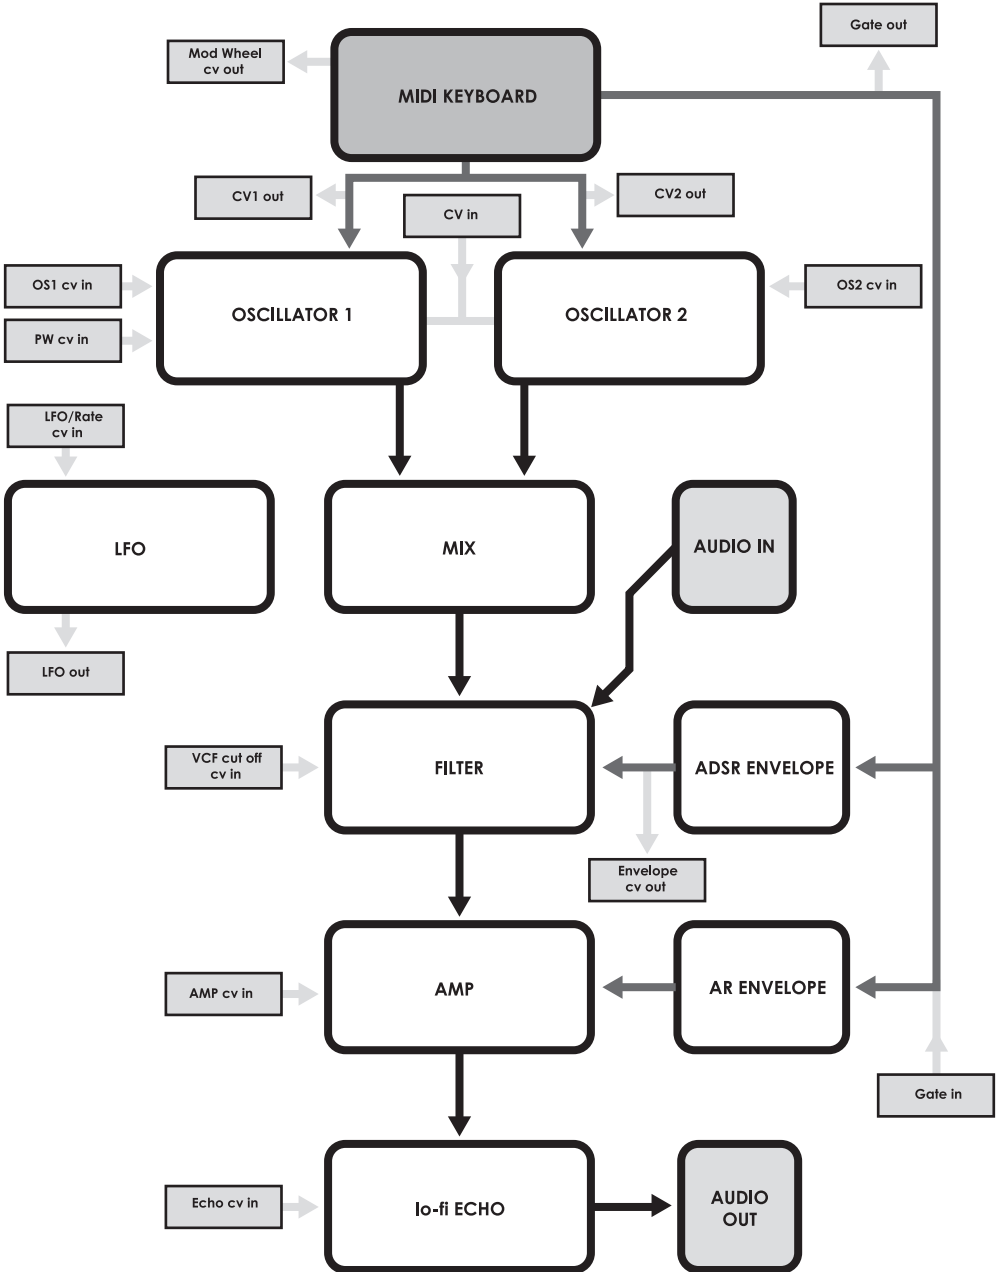 Gate out
Mod Wheel
cv out
MIDI KEYBOARD
CV1 out
CV in
CV2 out
OS1 cv in
OSCILLATOR 1
OSCILLATOR 2
OS2 cv in
PW cv in
LFO/Rate
cv in
LFO
MIX
AUDIO IN
LFO out
VCF cut off
cv in
FILTER
ADSR ENVELOPE
Envelope
cv out
AMP cv in
AMP
AR ENVELOPE
Gate in
Echo cv in
lo-fi ECHO
AUDIO
OUT